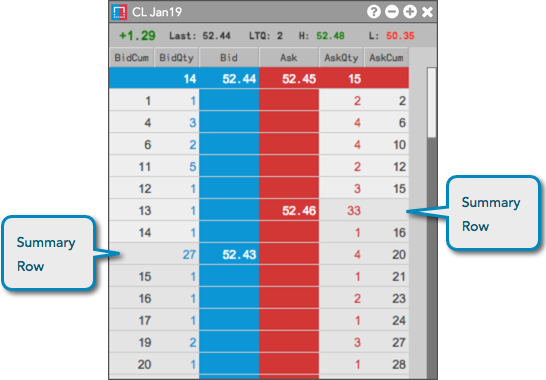 CL Jan19
+1.29 Last: 52.44 LTQ: 2 H: 52.48 L: 50.35
BidCum BidQty Bid Ask AskQty AskCum
14 52.44 52.45 15
1 1 2 2
4 3 4 6
6 2 4 10
11 5 2 12
12 1 3 15
13 1 52.46 33
14 1 1 16
27 52.43 4 20
15 1 1 21
16 1 2 23
17 1 1 24
19 2 3 27
20 1 1 28
Summary
Row
Summary
Row